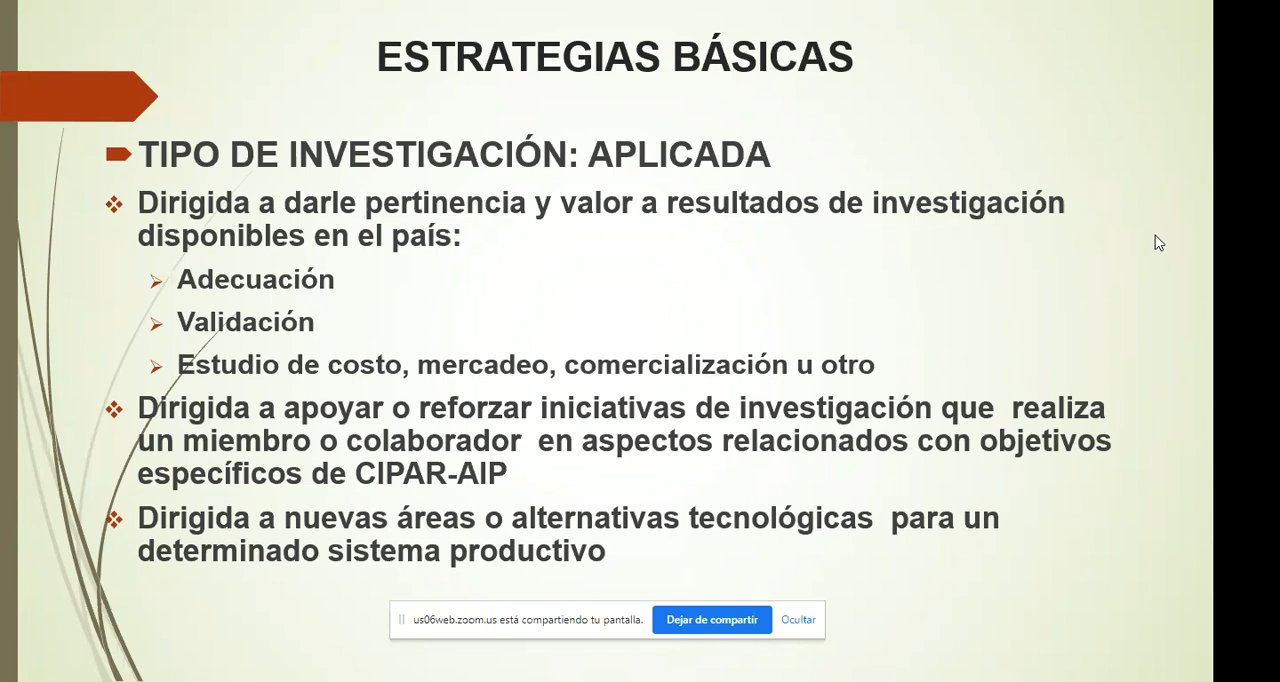 ESTRATEGIAS BÁSICAS
TIPO DE INVESTIGACIÓN: APLICADA
Dirigida a darle pertinencia y valor a resultados de investigación
disponibles en el país:
Adecuación
Validación
Estudio de costo, mercadeo, comercialización u otro
Dirigida a apoyar o reforzar iniciativas de investigación que realiza
un miembro o colaborador en aspectos relacionados con objetivos
específicos de CIPAR-AIP
Dirigida a nuevas áreas o alternativas tecnológicas para un
determinado sistema productivo
us06web.zoom.us está compartiendo tu pantalla. Dejar de compartir Ocultar